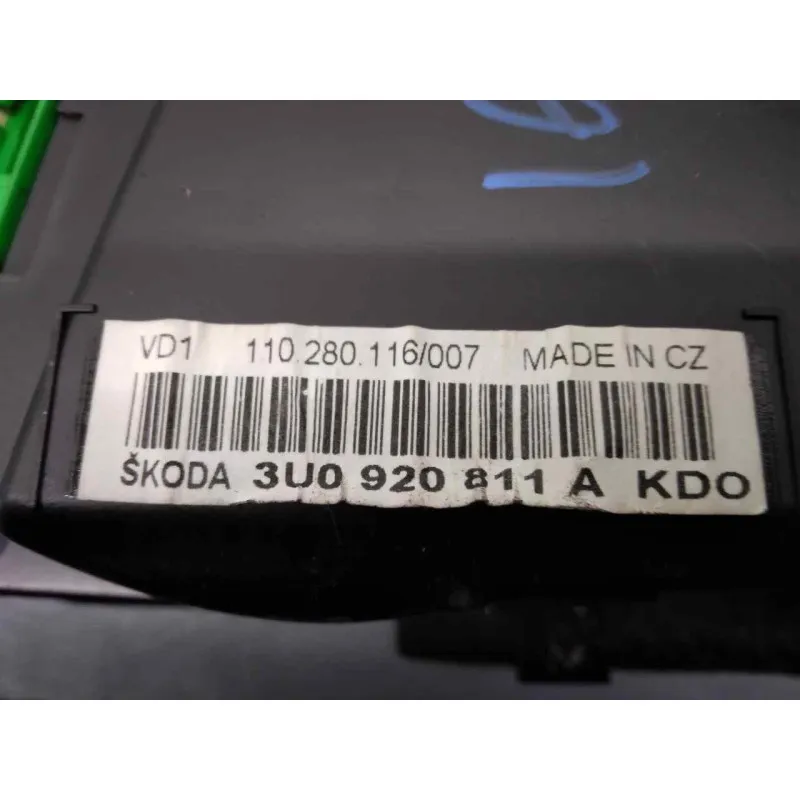 VD1 110.280.116/007 MADE IN CZ
ŠKODA 3U0 920 811 A KDO